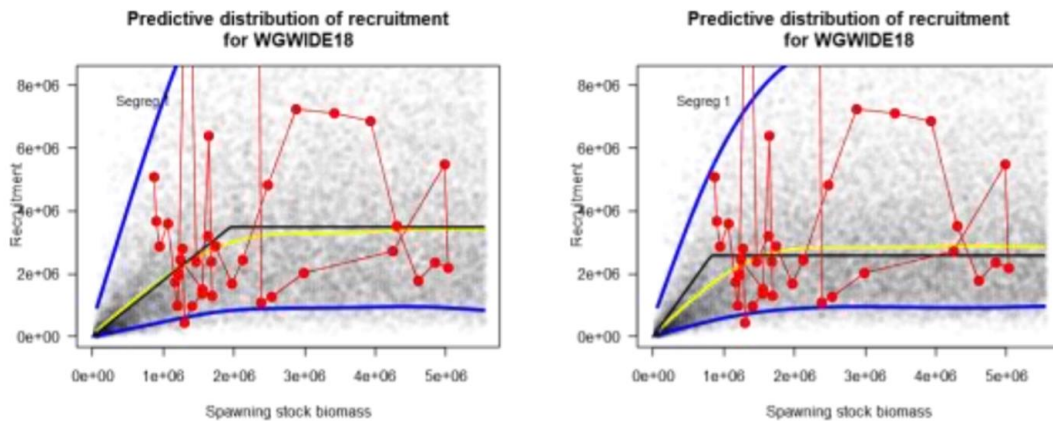 Predictive distribution of recruitment
for WGWIDE18
8e+06
Segreg 1
6e+06
Recruitment
4e+06
2e+06
0e+00
0e+00 1e+06 2e+06 3e+06 4e+06 5e+06
Spawning stock biomass
Predictive distribution of recruitment
for WGWIDE18
8e+06
Segreg 1
6e+06
Recruitment
4e+06
2e+06
0e+00
0e+00 1e+06 2e+06 3e+06 4e+06 5e+06
Spawning stock biomass